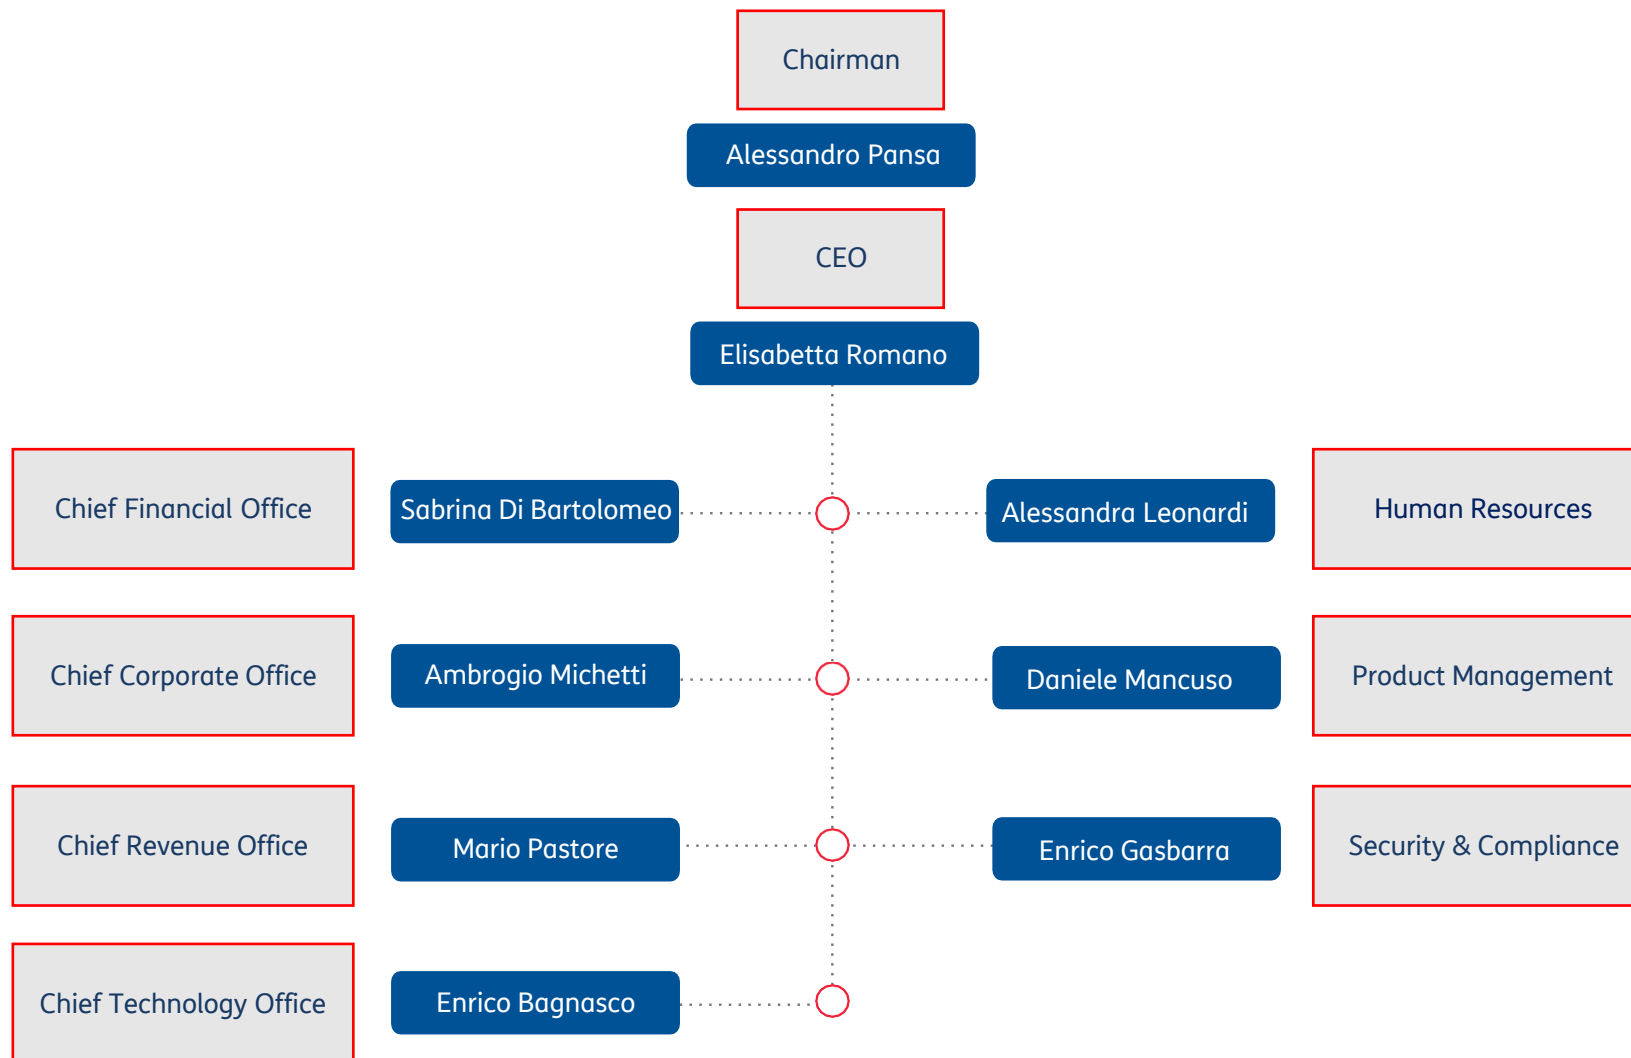 Chairman
Alessandro Pansa
CEO
Elisabetta Romano
Chief Financial Office
Sabrina Di Bartolomeo
Alessandra Leonardi
Human Resources
Chief Corporate Office
Ambrogio Michetti
Daniele Mancuso
Product Management
Chief Revenue Office
Mario Pastore
Enrico Gasbarra
Security & Compliance
Chief Technology Office
Enrico Bagnasco